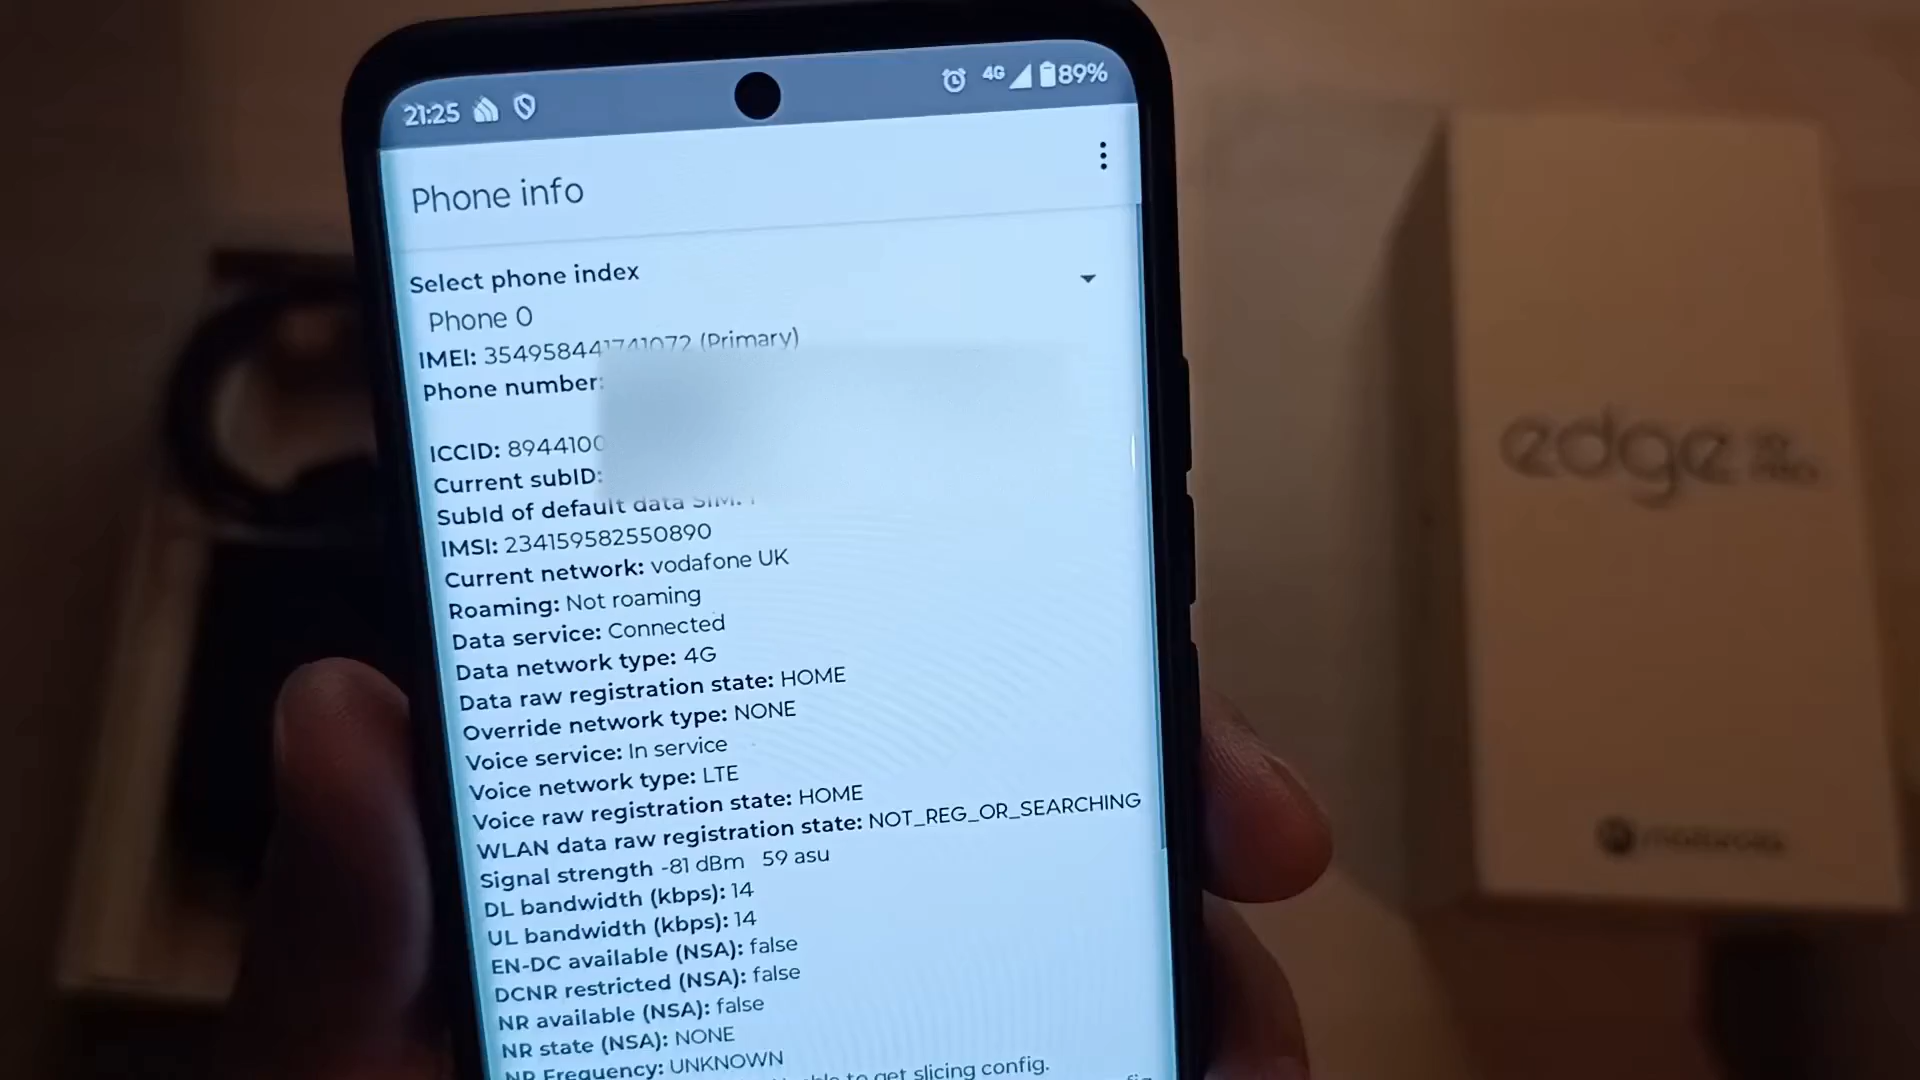 21:25 4G 89%
Phone info
Select phone index
Phone 0
IMEI: 354958441741072 (Primary)
Phone number:
ICCID: 8944100
Current subID:
SubId of default data SIM:
IMSI: 234159582550890
Current network: vodafone UK
Roaming: Not roaming
Data service: Connected
Data network type: 4G
Data raw registration state: HOME
Override network type: NONE
Voice service: In service
Voice network type: LTE
Voice raw registration state: HOME
WLAN data raw registration state: NOT_REG_OR_SEARCHING
Signal strength -81 dBm 59 asu
DL bandwidth (kbps): 14
UL bandwidth (kbps): 14
EN-DC available (NSA): false
DCNR restricted (NSA): false
NR available (NSA): false
NR state (NSA): NONE
NR Frequency: UNKNOWN
to get slicing config.
edge
motorola